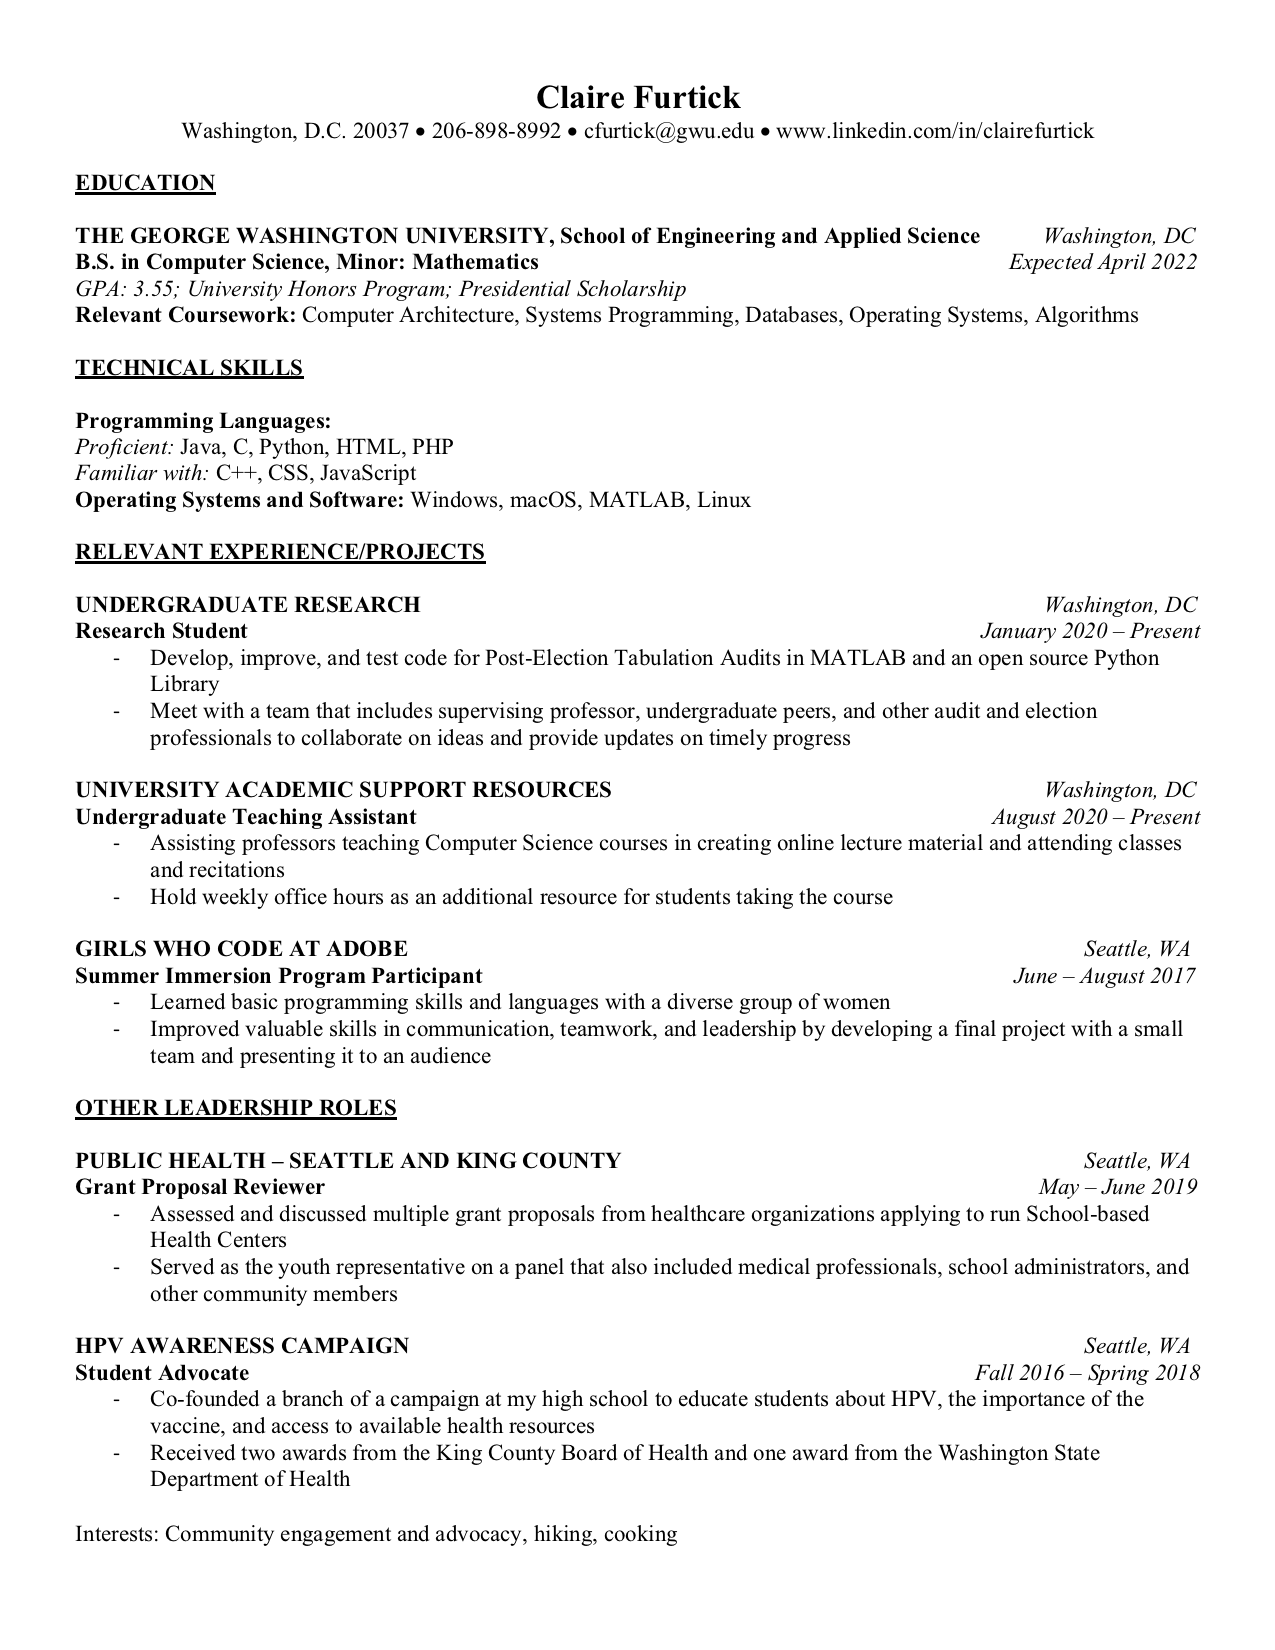 Claire Furtick
Washington, D.C. 20037 • 206-898-8992 • cfurtick@gwu.edu • www.linkedin.com/in/clairefurtick
EDUCATION
THE GEORGE WASHINGTON UNIVERSITY, School of Engineering and Applied Science Washington, DC
B.S. in Computer Science, Minor: Mathematics Expected April 2022
GPA: 3.55; University Honors Program; Presidential Scholarship
Relevant Coursework: Computer Architecture, Systems Programming, Databases, Operating Systems, Algorithms
TECHNICAL SKILLS
Programming Languages:
Proficient: Java, C, Python, HTML, PHP
Familiar with: C++, CSS, JavaScript
Operating Systems and Software: Windows, macOS, MATLAB, Linux
RELEVANT EXPERIENCE/PROJECTS
UNDERGRADUATE RESEARCH Washington, DC
Research Student January 2020 – Present
- Develop, improve, and test code for Post-Election Tabulation Audits in MATLAB and an open source Python
Library
- Meet with a team that includes supervising professor, undergraduate peers, and other audit and election
professionals to collaborate on ideas and provide updates on timely progress
UNIVERSITY ACADEMIC SUPPORT RESOURCES Washington, DC
Undergraduate Teaching Assistant August 2020 – Present
- Assisting professors teaching Computer Science courses in creating online lecture material and attending classes
and recitations
- Hold weekly office hours as an additional resource for students taking the course
GIRLS WHO CODE AT ADOBE Seattle, WA
Summer Immersion Program Participant June – August 2017
- Learned basic programming skills and languages with a diverse group of women
- Improved valuable skills in communication, teamwork, and leadership by developing a final project with a small
team and presenting it to an audience
OTHER LEADERSHIP ROLES
PUBLIC HEALTH – SEATTLE AND KING COUNTY Seattle, WA
Grant Proposal Reviewer May – June 2019
- Assessed and discussed multiple grant proposals from healthcare organizations applying to run School-based
Health Centers
- Served as the youth representative on a panel that also included medical professionals, school administrators, and
other community members
HPV AWARENESS CAMPAIGN Seattle, WA
Student Advocate Fall 2016 – Spring 2018
- Co-founded a branch of a campaign at my high school to educate students about HPV, the importance of the
vaccine, and access to available health resources
- Received two awards from the King County Board of Health and one award from the Washington State
Department of Health
Interests: Community engagement and advocacy, hiking, cooking